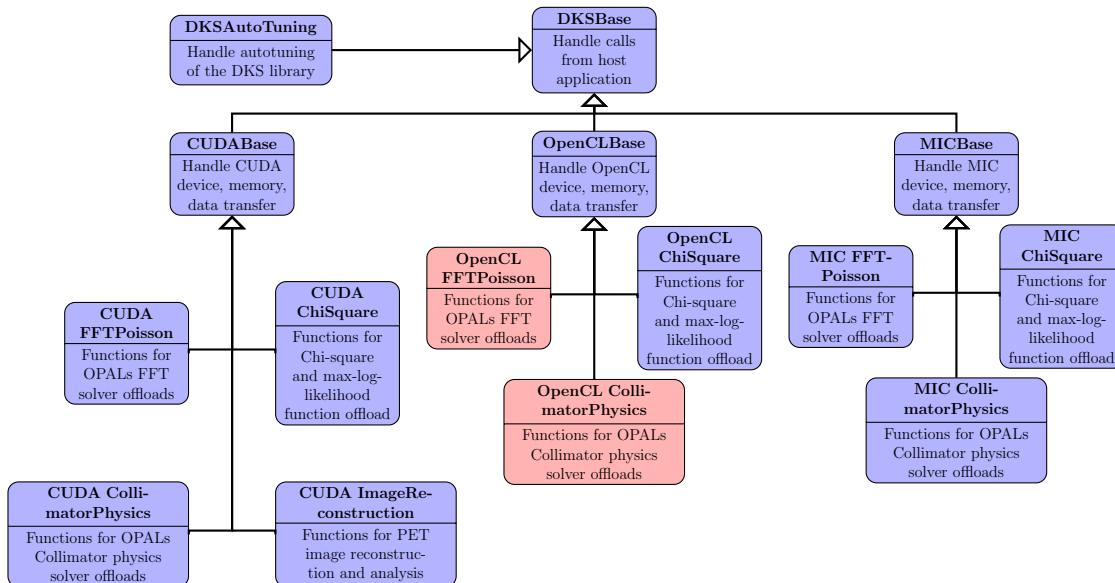 DKSAutoTuning
Handle autotuning
of the DKS library
DKSBase
Handle calls
from host
application
CUDABase
Handle CUDA
device, memory,
data transfer
OpenCLBase
Handle OpenCL
device, memory,
data transfer
MICBase
Handle MIC
device, memory,
data transfer
CUDA
FFTPoisson
Functions for
OPALs FFT
solver offloads
CUDA
ChiSquare
Functions for
Chi-square
and max-log-
likelihood
function offload
OpenCL
FFTPoisson
Functions for
OPALs FFT
solver offloads
OpenCL
ChiSquare
Functions for
Chi-square
and max-log-
likelihood
function offload
MIC FFT-
Poisson
Functions for
OPALs FFT
solver offloads
MIC
ChiSquare
Functions for
Chi-square
and max-log-
likelihood
function offload
OpenCL Colli-
matorPhysics
Functions for OPALs
Collimator physics
solver offloads
MIC Colli-
matorPhysics
Functions for OPALs
Collimator physics
solver offloads
CUDA Colli-
matorPhysics
Functions for OPALs
Collimator physics
solver offloads
CUDA ImageRe-
construction
Functions for PET
image reconstruc-
tion and analysis